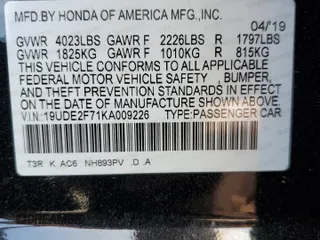 MFD.BY HONDA OF AMERICA MFG.,INC.
04/19
GVWR 4023LBS GAWR F 2226LBS R 1797LBS
GVWR 1825KG GAWR F 1010KG R 815KG
THIS VEHICLE CONFORMS TO ALL APPLICABLE
FEDERAL MOTOR VEHICLE SAFETY , BUMPER,
AND THEFT PREVENTION STANDARDS IN EFFECT
ON THE DATE OF MANUFACTURE SHOWN ABOVE.
V.I.N:19UDE2F71KA009226 TYPE:PASSENGER CAR
T3R K AC6 NH893PV .D .A